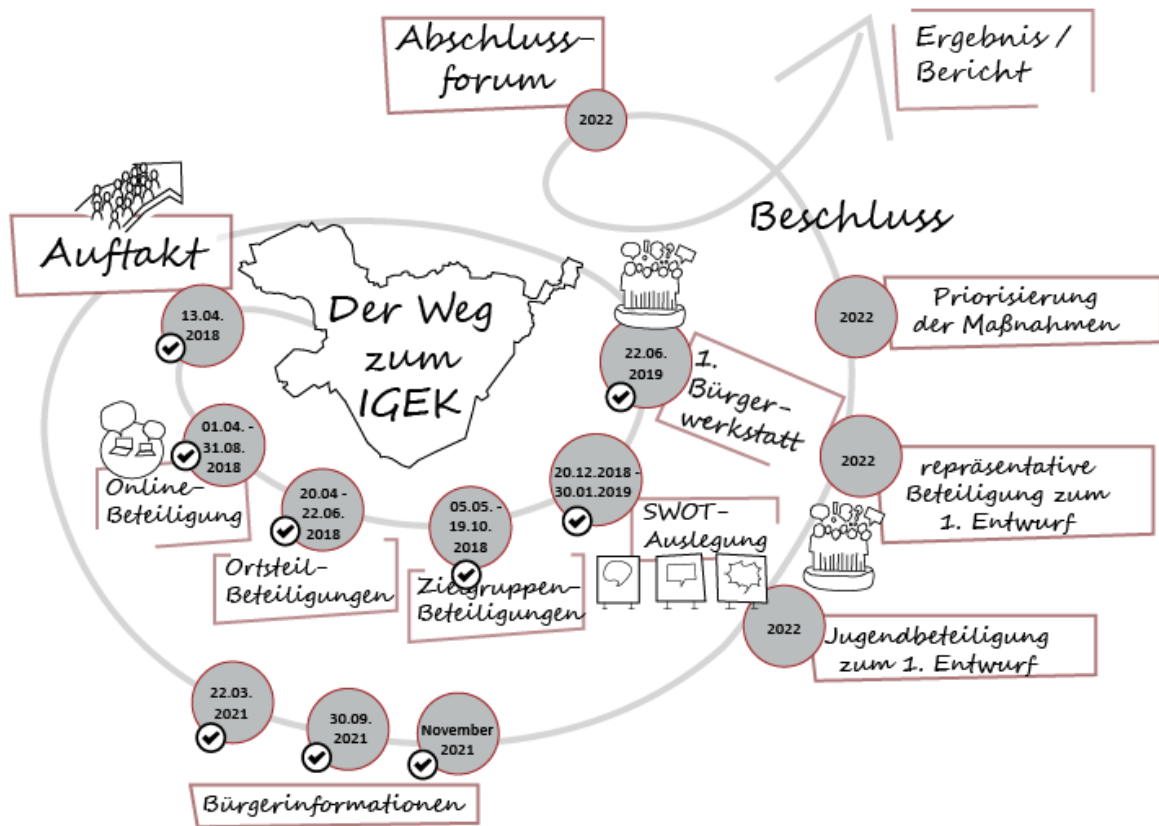 Der Weg
zum
IGEK
Auftakt
13.04.
2018
01.04. -
31.08.
2018
Online-
Beteiligung
20.04 -
22.06.
2018
Ortsteil-
Beteiligungen
05.05. -
19.10.
2018
Zielgruppen-
Beteiligungen
20.12.2018 -
30.01.2019
SWOT-
Auslegung
22.06.
2019
1.
Bürger-
werkstatt
22.03.
2021
30.09.
2021
November
2021
Bürgerinformationen
2022
Jugendbeteiligung
zum 1. Entwurf
2022
repräsentative
Beteiligung zum
1. Entwurf
2022
Priorisierung
der Maßnahmen
Beschluss
Abschluss-
forum
2022
Ergebnis /
Bericht